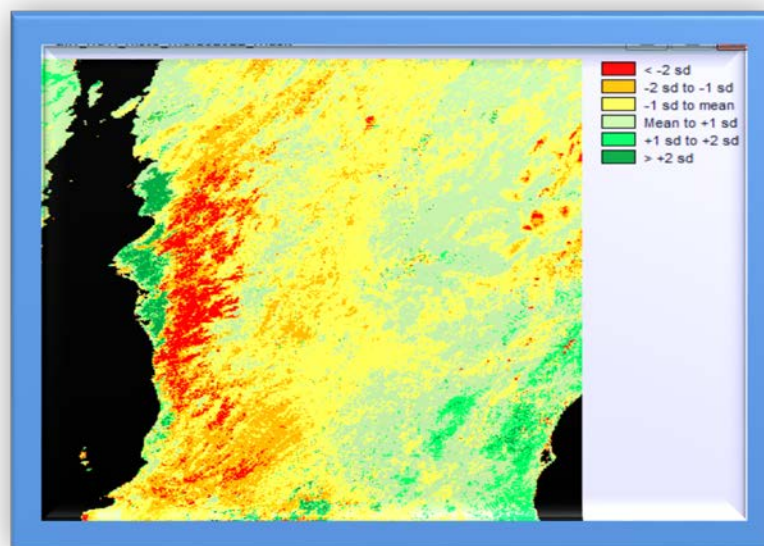 < -2 sd
-2 sd to -1 sd
-1 sd to mean
Mean to +1 sd
+1 sd to +2 sd
> +2 sd